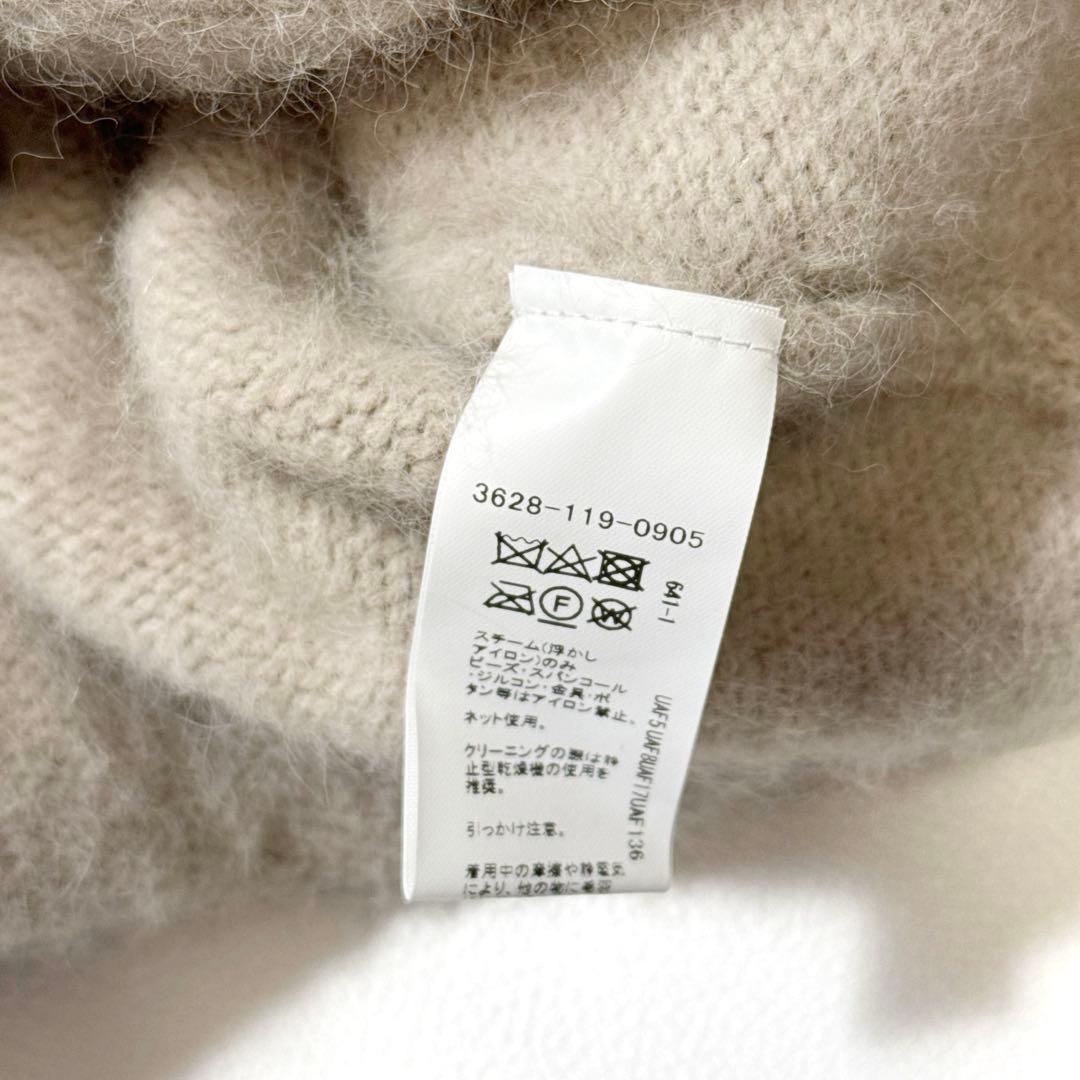 3628-119-0905
F
W
641-1
スチーム(浮かし
アイロン)のみ
ビーズ・スパンコール
・ジルコン・金具・ボ
タン等はアイロン禁止。
ネット使用。
クリーニングの際は静
止型乾燥機の使用を
推奨。
引っかけ注意。
着用中の摩擦や静電気
により、他の物に毛羽
UAF5UAF8UAF17UAF136